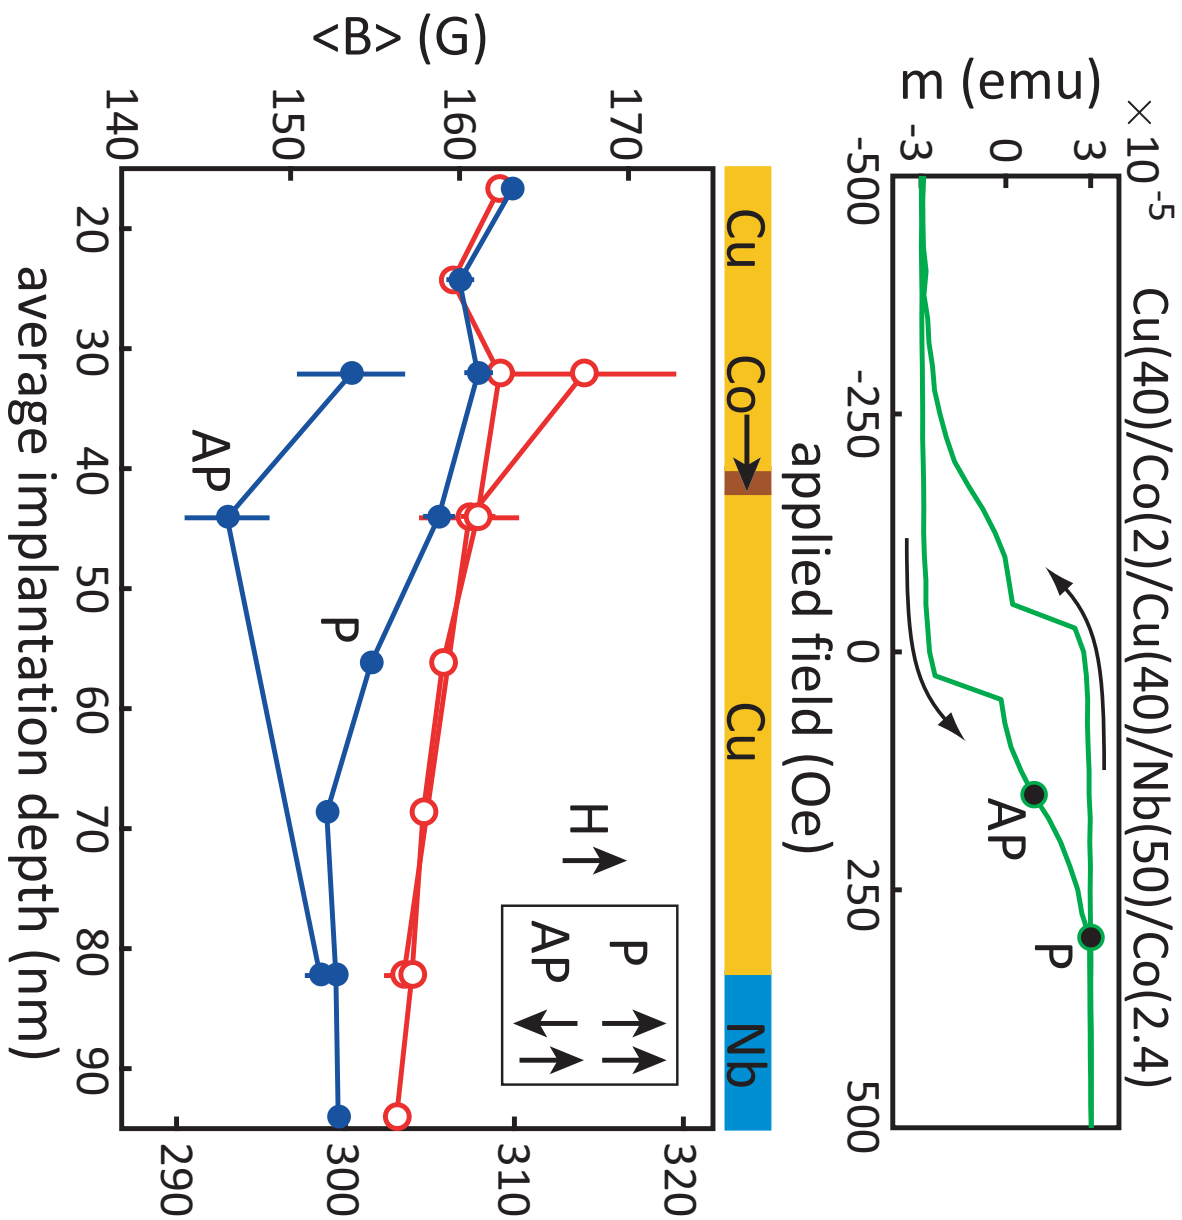 Cu(40)/Co(2)/Cu(40)/Nb(50)/Co(2.4)
× 10-5
m (emu)
3
0
-3
-500
-250
0
250
500
AP
P
applied field (Oe)
Cu
Co
Cu
Nb
<B> (G)
170
160
150
140
320
310
300
290
H
P
AP
AP
P
20
30
40
50
60
70
80
90
average implantation depth (nm)